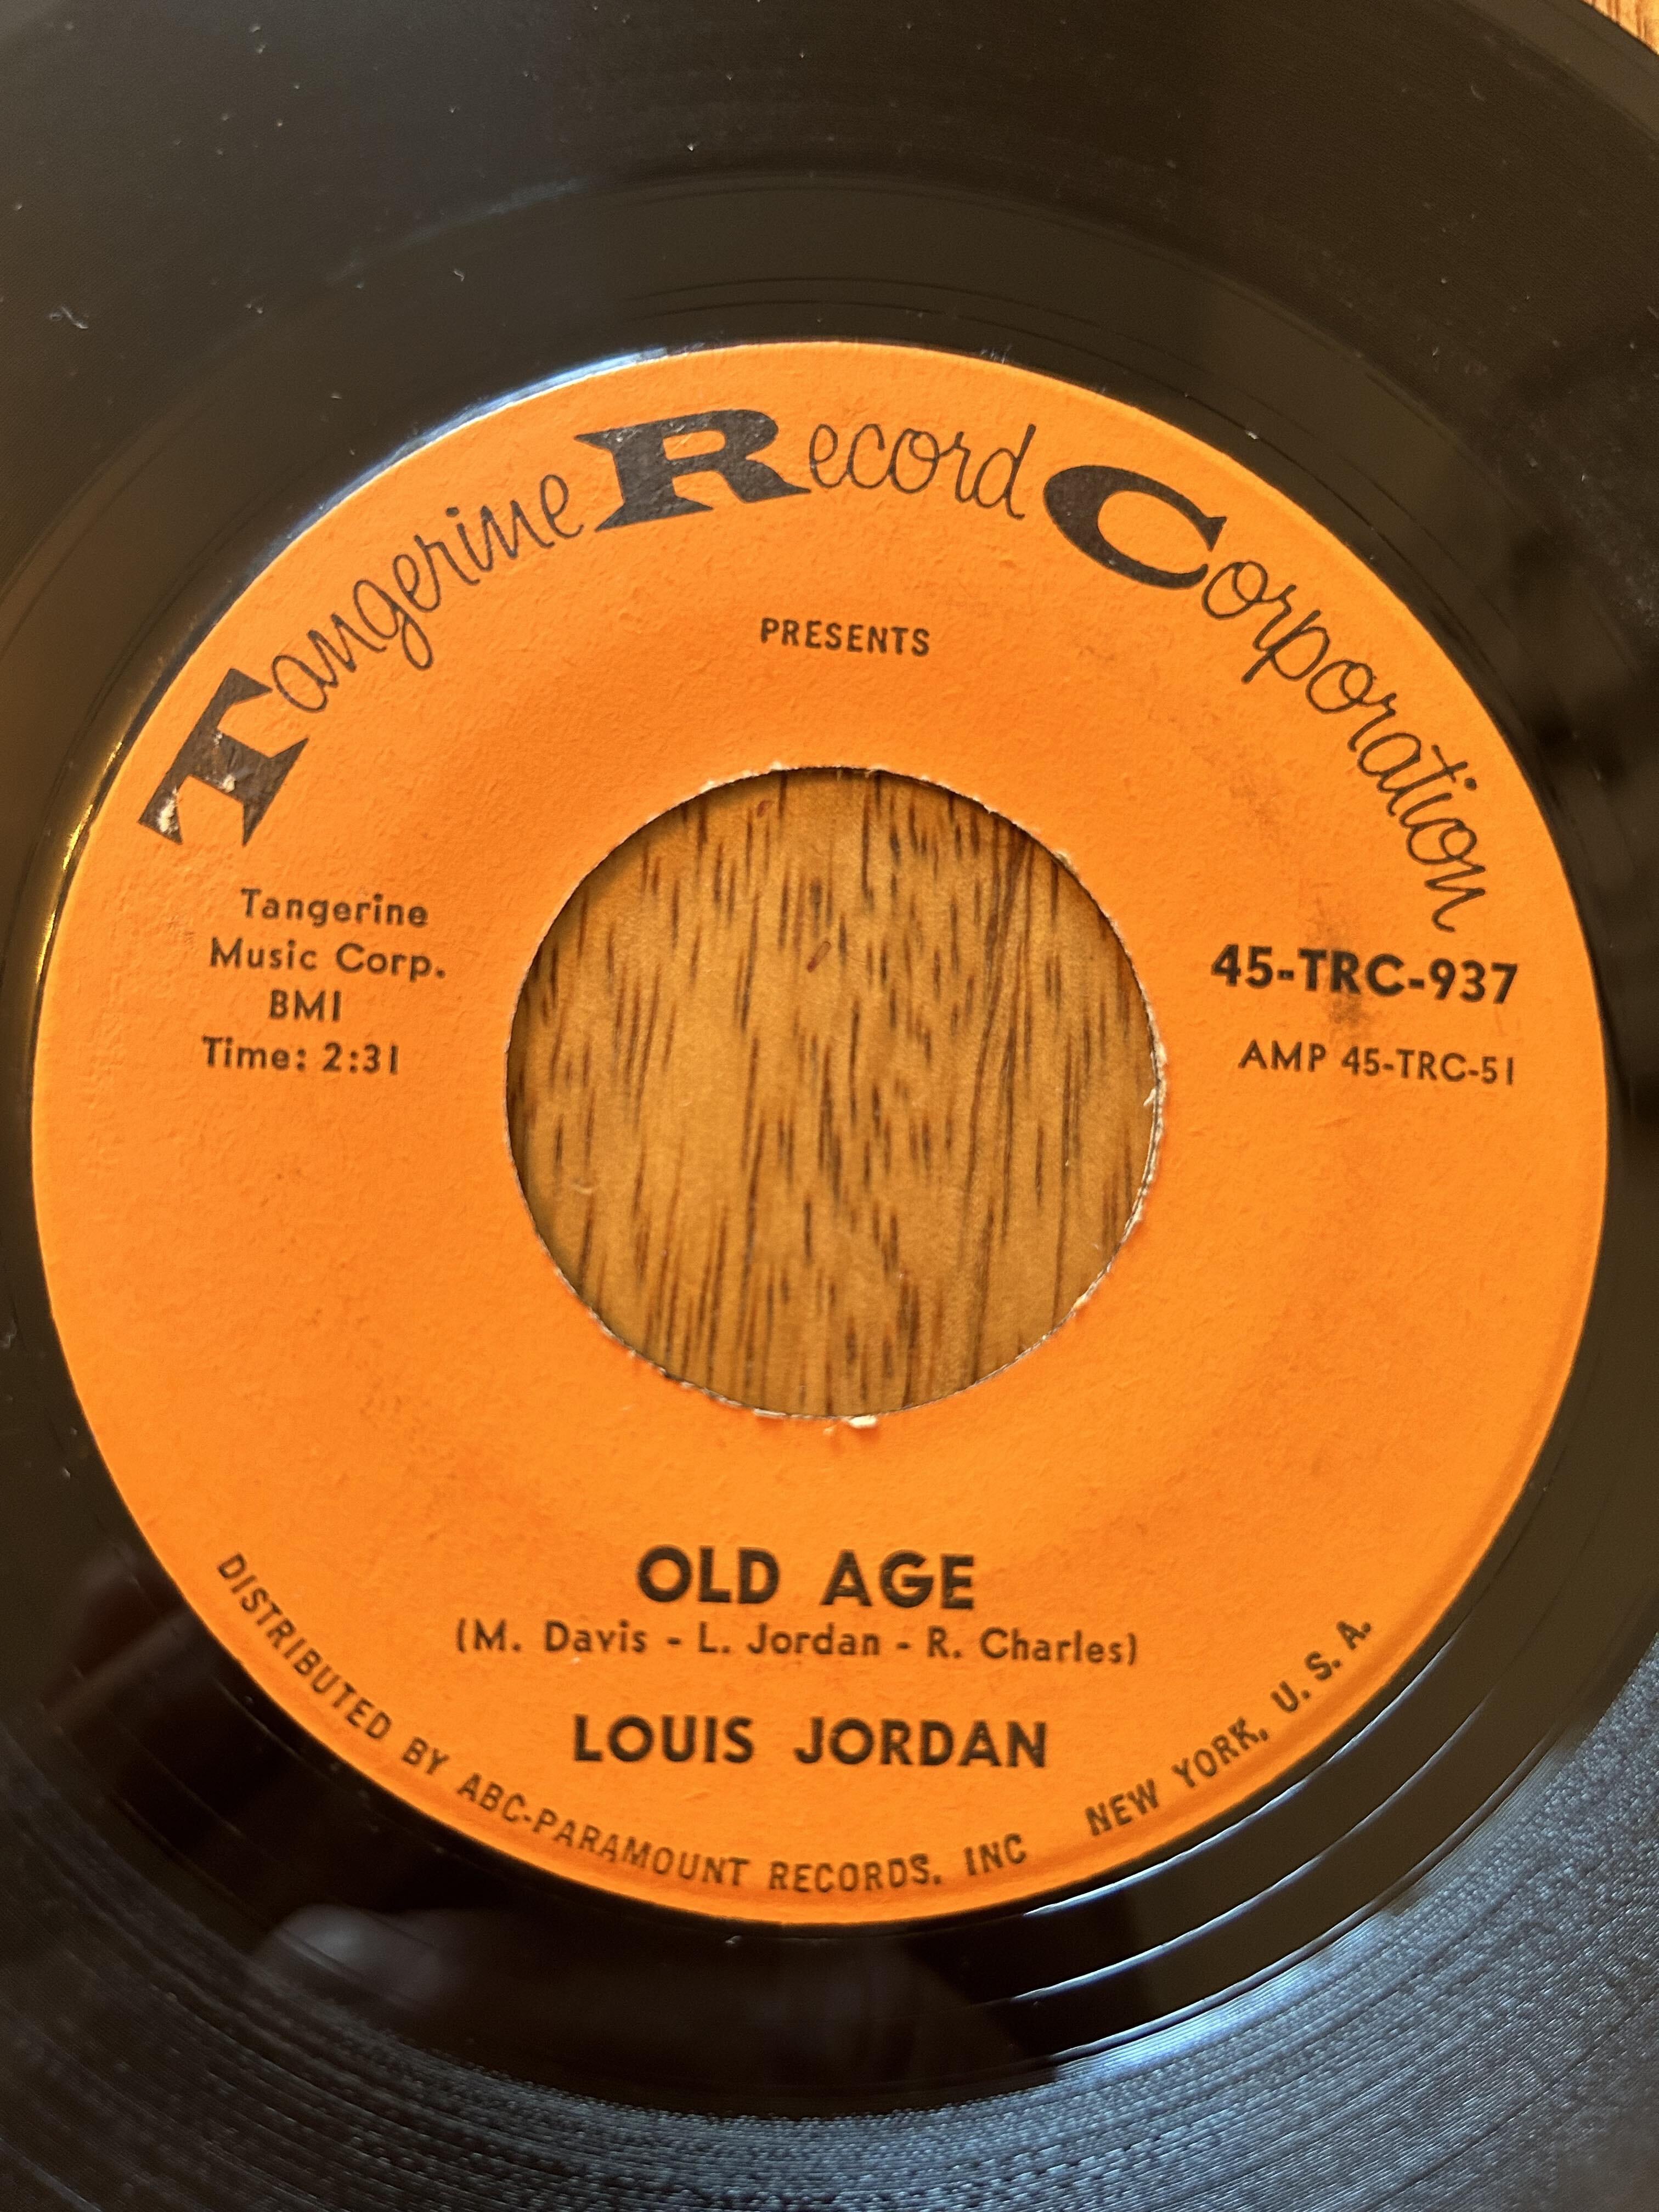 Tangerine Record Corporation
PRESENTS
Tangerine
Music Corp.
BMI
Time: 2:31
45-TRC-937
AMP 45-TRC-51
OLD AGE
(M. Davis - L. Jordan - R. Charles)
LOUIS JORDAN
DISTRIBUTED BY ABC-PARAMOUNT RECORDS, INC NEW YORK, U. S. A.